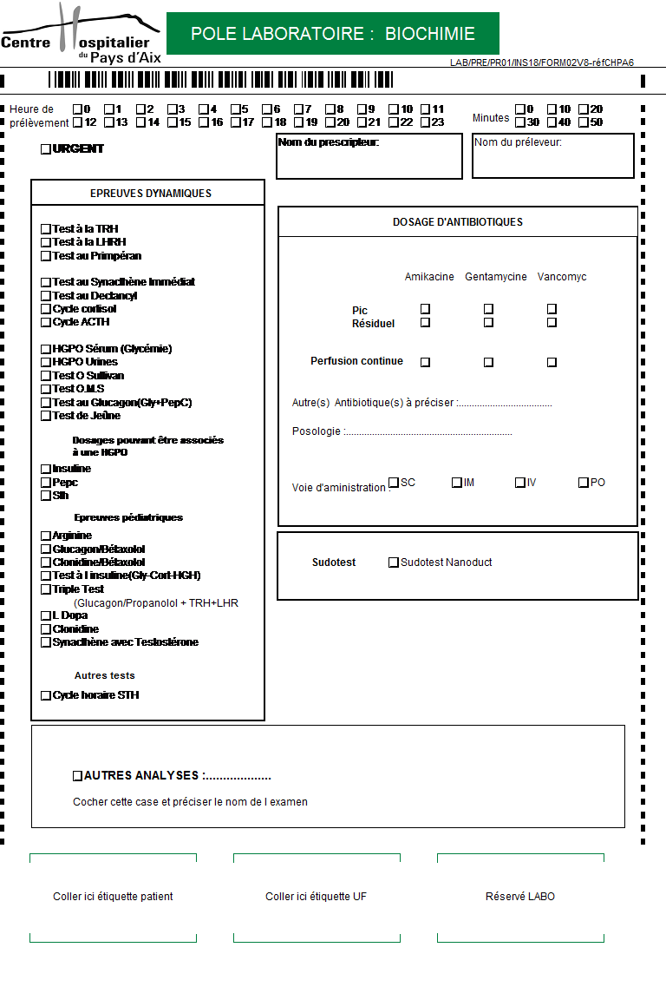 Centre Hospitalier
du Pays d'Aix
POLE LABORATOIRE : BIOCHIMIE
LAB/PRE/PR01/INS18/FORM02V8-réfCHPA6
Heure de prélèvement
0 1 2 3 4 5 6 7 8 9 10 11
12 13 14 15 16 17 18 19 20 21 22 23
Minutes
0 10 20
30 40 50
URGENT
Nom du prescripteur:
Nom du préleveur:
EPREUVES DYNAMIQUES
Test à la TRH
Test à la LHRH
Test au Primpéran
Test au Synacthène Immédiat
Test au Dectancyl
Cycle cortisol
Cycle ACTH
HGPO Sérum (Glycémie)
HGPO Urines
Test O Sullivan
Test O.M.S
Test au Glucagon(Gly+PepC)
Test de Jeûne
Dosages pouvant être associés
à une HGPO
Insuline
Pepc
Sth
Epreuves pédiatriques
Arginine
Glucagon/Bétaxolol
Clonidine/Bétaxolol
Test à l insuline(Gly-Cort-HGH)
Triple Test
(Glucagon/Propanolol + TRH+LHR
L Dopa
Clonidine
Synacthène avec Testostérone
Autres tests
Cycle horaire STH
DOSAGE D'ANTIBIOTIQUES
Amikacine Gentamycine Vancomyc
Pic
Résiduel
Perfusion continue
Autre(s) Antibiotique(s) à préciser :...................................
Posologie :................................................................
Voie d'aministration : SC IM IV PO
Sudotest Sudotest Nanoduct
AUTRES ANALYSES :...................
Cocher cette case et préciser le nom de l examen
Coller ici étiquette patient
Coller ici étiquette UF
Réservé LABO